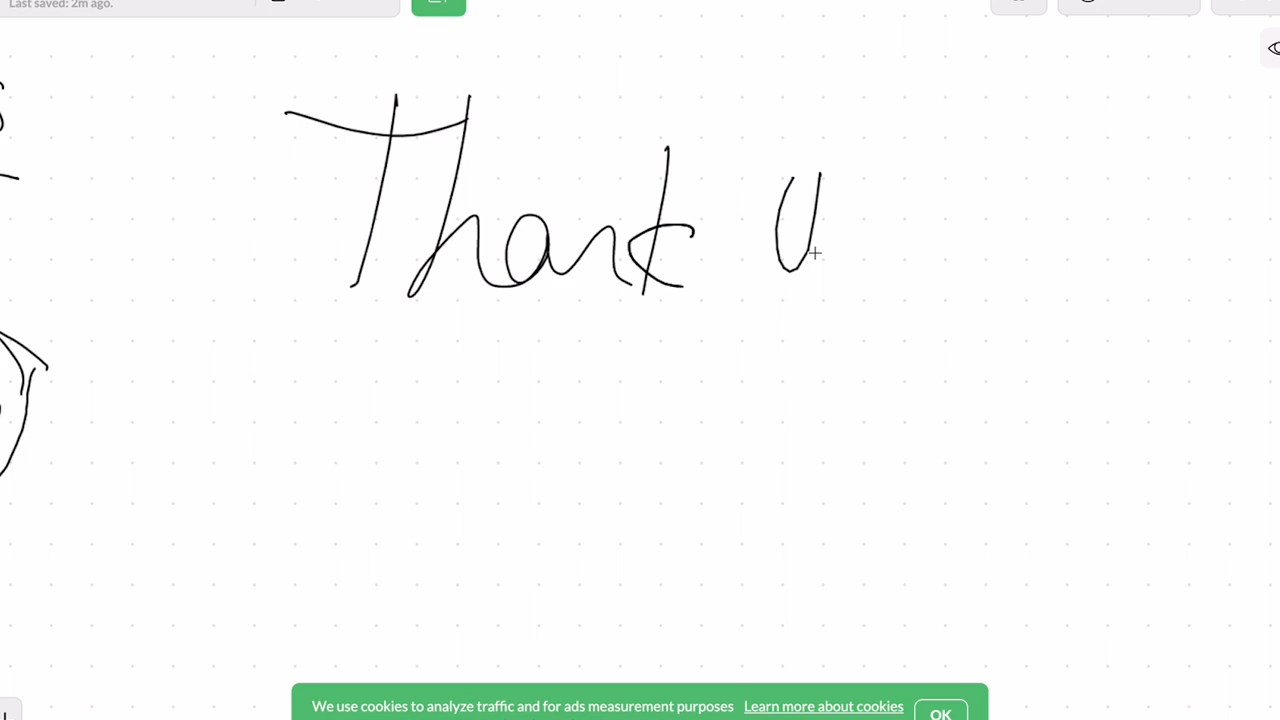 Last saved: 2m ago.
Thank U
We use cookies to analyze traffic and for ads measurement purposes Learn more about cookies OK